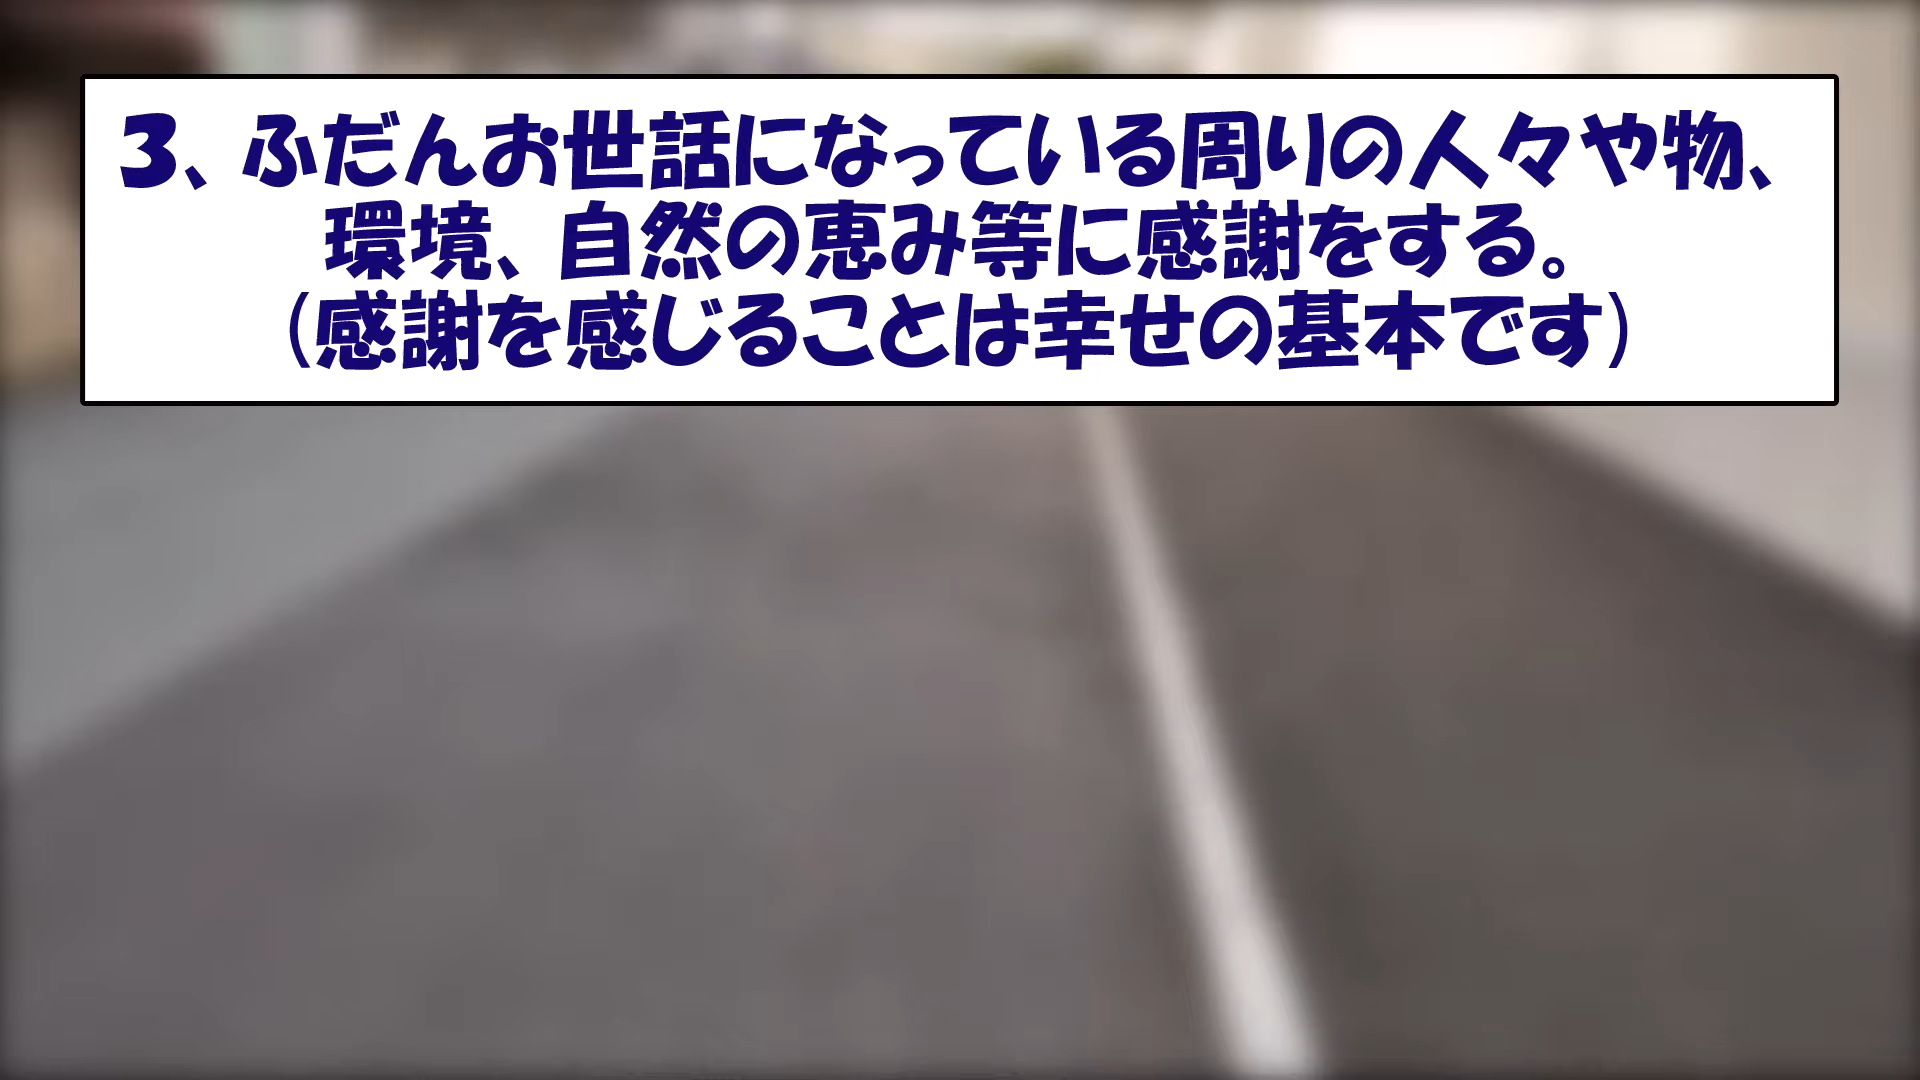 3、ふだんお世話になっている周りの人々や物、
環境、自然の恵み等に感謝をする。
(感謝を感じることは幸せの基本です)